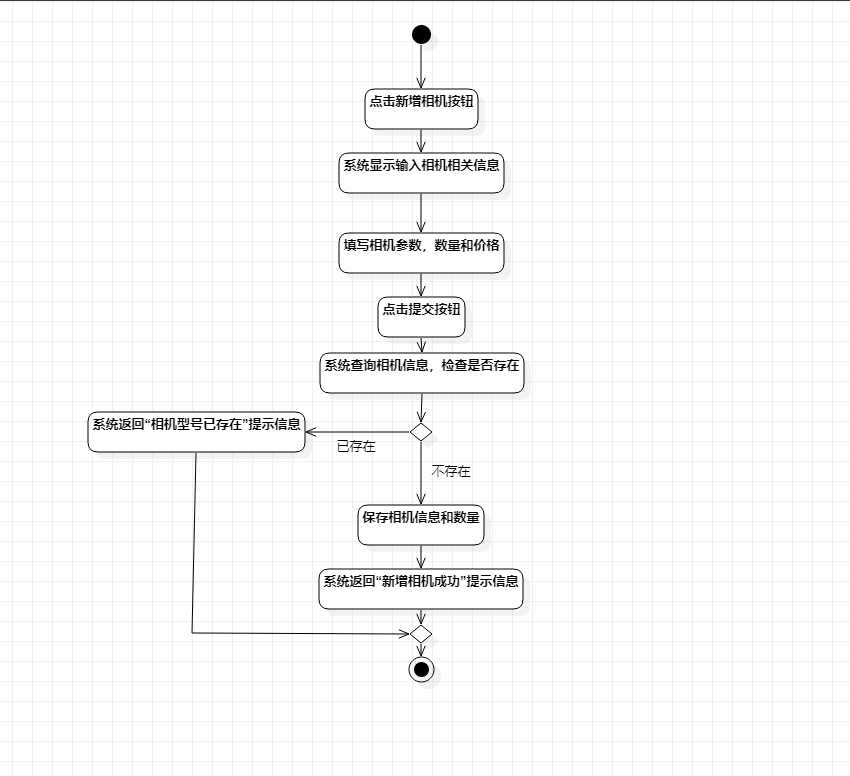 点击新增相机按钮
系统显示输入相机相关信息
填写相机参数，数量和价格
点击提交按钮
系统查询相机信息，检查是否存在
系统返回“相机型号已存在”提示信息
已存在
不存在
保存相机信息和数量
系统返回“新增相机成功”提示信息